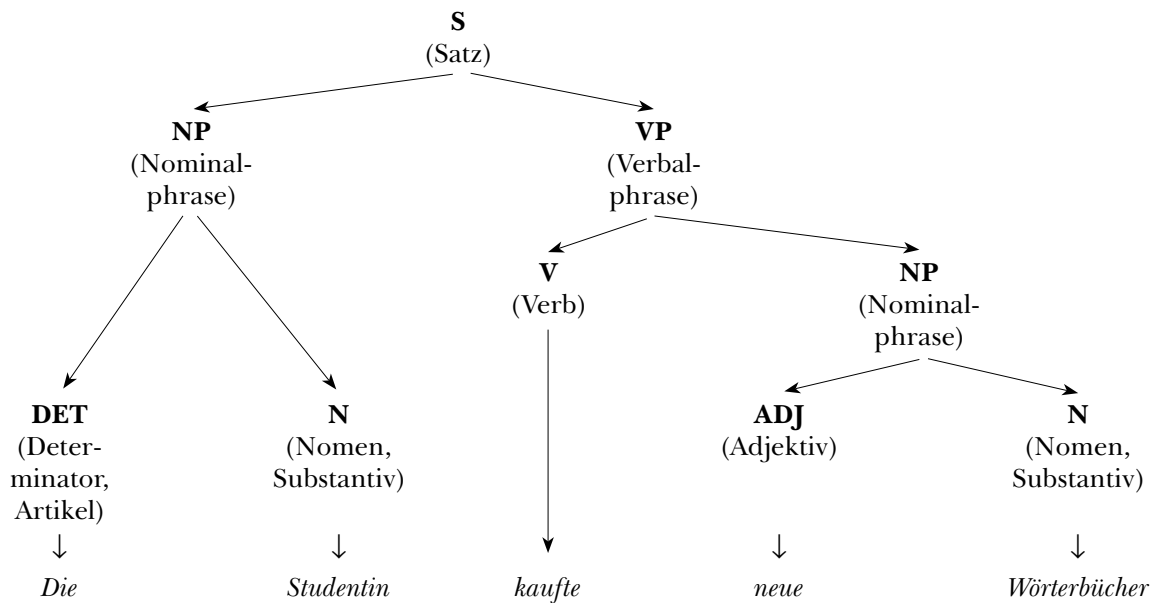 S
(Satz)
NP
(Nominal-
phrase)
VP
(Verbal-
phrase)
V
(Verb)
NP
(Nominal-
phrase)
DET
(Deter-
minator,
Artikel)
N
(Nomen,
Substantiv)
ADJ
(Adjektiv)
N
(Nomen,
Substantiv)
Die Studentin kaufte neue Wörterbücher